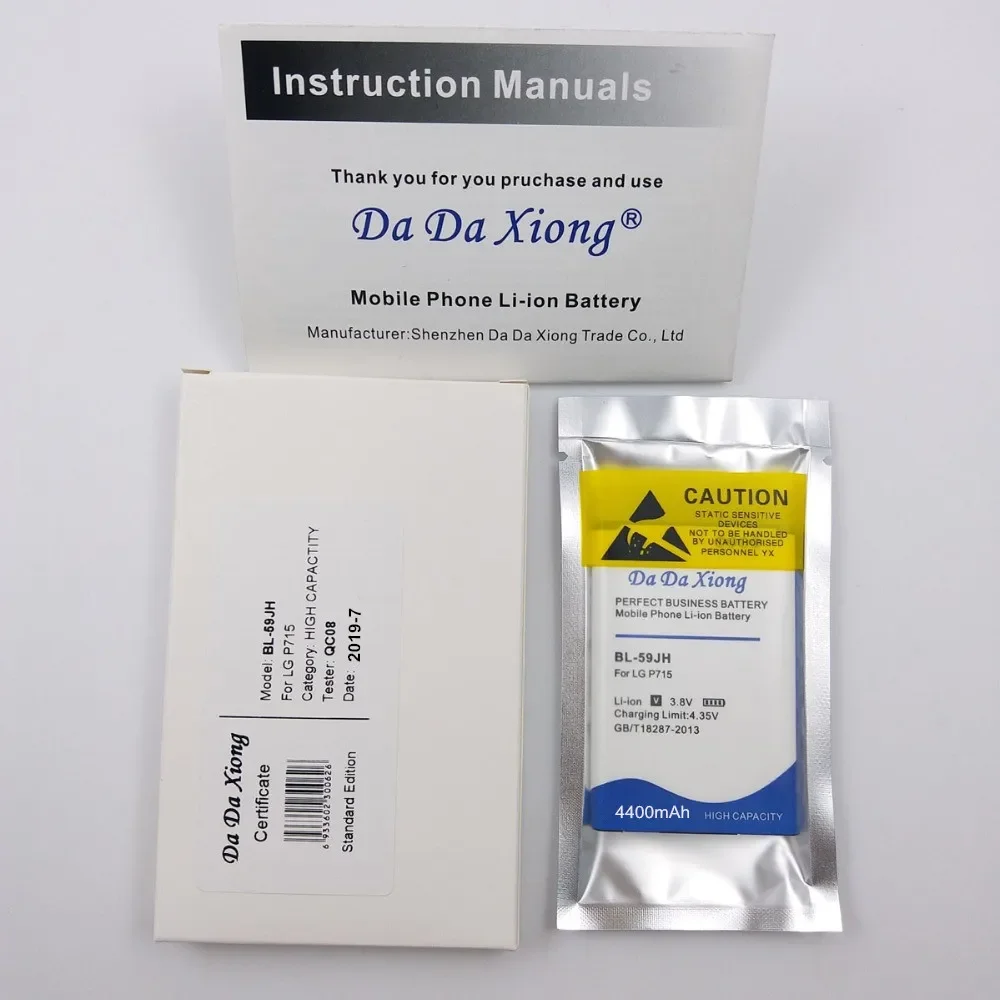 Instruction Manuals
Thank you for you pruchase and use
Da Da Xiong®
Mobile Phone Li-ion Battery
Manufacturer:Shenzhen Da Da Xiong Trade Co., Ltd
Model: BL-59JH
For LG P715
Category: HIGH CAPACTITY
Tester: QC08
Date: 2019-7
Da Da Xiong
Certificate
6 933602 300626
Standard Edition
CAUTION
STATIC SENSITIVE
DEVICES
NOT TO BE HANDLED
BY UNAUTHORISED
PERSONNEL YX
Da Da Xiong
PERFECT BUSINESS BATTERY
Mobile Phone Li-ion Battery
BL-59JH
For LG P715
Li-ion V 3.8V
Charging Limit:4.35V
GB/T18287-2013
4400mAh HIGH CAPACITY